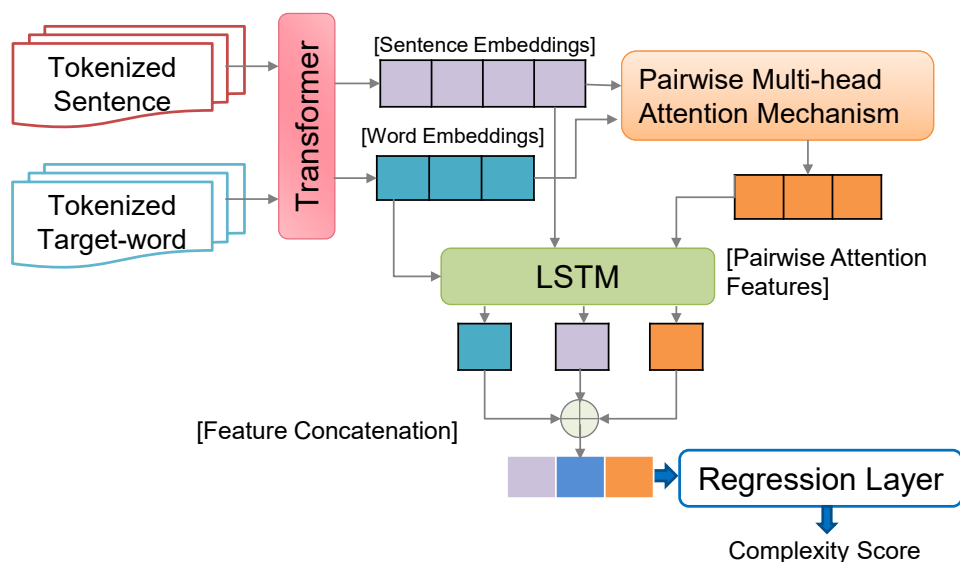 Tokenized
Sentence
Transformer
[Sentence Embeddings]
Pairwise Multi-head
Attention Mechanism
[Word Embeddings]
Tokenized
Target-word
LSTM
[Pairwise Attention
Features]
[Feature Concatenation]
Regression Layer
Complexity Score